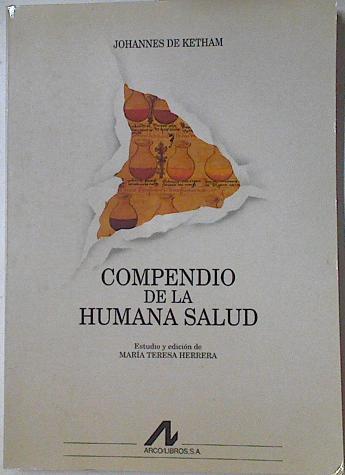 JOHANNES DE KETHAM
COMPENDIO
DE LA
HUMANA SALUD
Estudio y edición de
MARÍA TERESA HERRERA
ARCO/LIBROS, S.A.